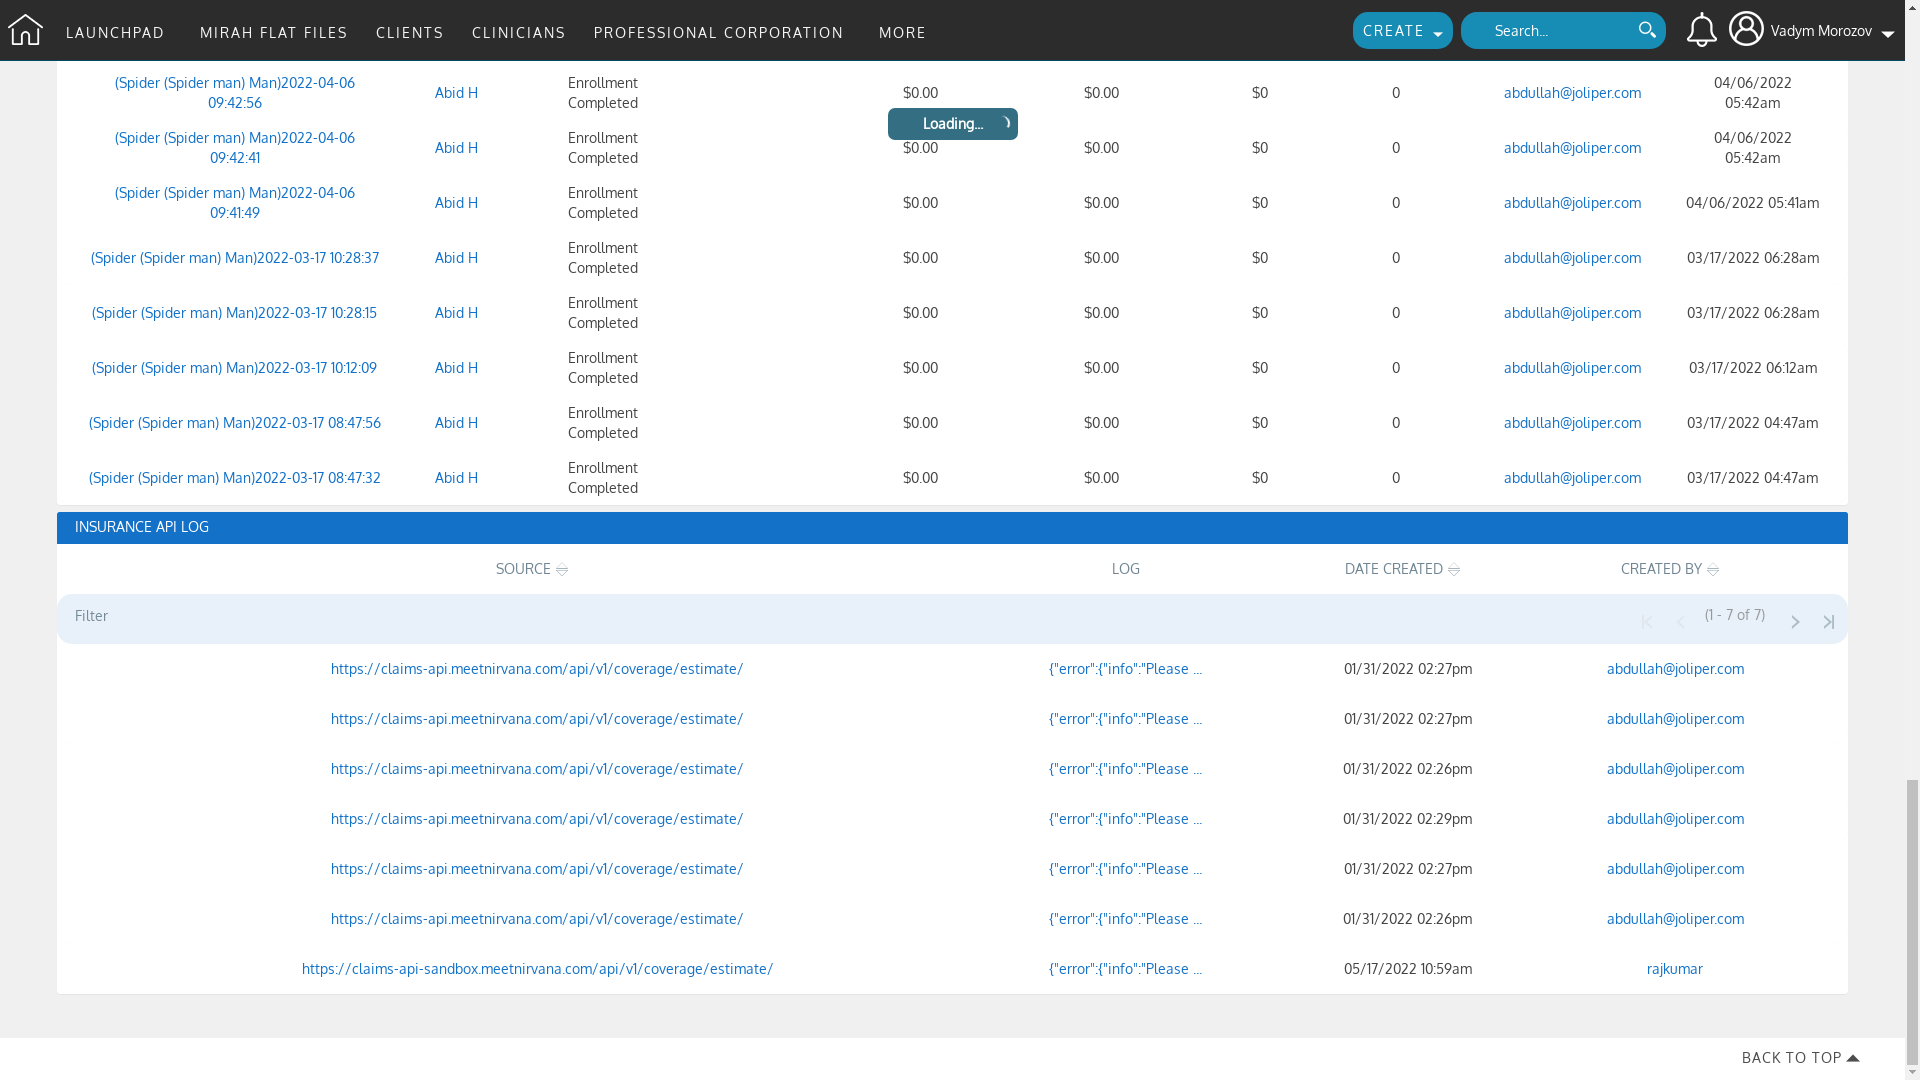 LAUNCHPAD MIRAH FLAT FILES CLIENTS CLINICIANS PROFESSIONAL CORPORATION MORE CREATE Search... Vadym Morozov
(Spider (Spider man) Man)2022-04-06 09:42:56 Abid H Enrollment Completed $0.00 $0.00 $0 0 abdullah@joliper.com 04/06/2022 05:42am
Loading...
(Spider (Spider man) Man)2022-04-06 09:42:41 Abid H Enrollment Completed $0.00 $0.00 $0 0 abdullah@joliper.com 04/06/2022 05:42am
(Spider (Spider man) Man)2022-04-06 09:41:49 Abid H Enrollment Completed $0.00 $0.00 $0 0 abdullah@joliper.com 04/06/2022 05:41am
(Spider (Spider man) Man)2022-03-17 10:28:37 Abid H Enrollment Completed $0.00 $0.00 $0 0 abdullah@joliper.com 03/17/2022 06:28am
(Spider (Spider man) Man)2022-03-17 10:28:15 Abid H Enrollment Completed $0.00 $0.00 $0 0 abdullah@joliper.com 03/17/2022 06:28am
(Spider (Spider man) Man)2022-03-17 10:12:09 Abid H Enrollment Completed $0.00 $0.00 $0 0 abdullah@joliper.com 03/17/2022 06:12am
(Spider (Spider man) Man)2022-03-17 08:47:56 Abid H Enrollment Completed $0.00 $0.00 $0 0 abdullah@joliper.com 03/17/2022 04:47am
(Spider (Spider man) Man)2022-03-17 08:47:32 Abid H Enrollment Completed $0.00 $0.00 $0 0 abdullah@joliper.com 03/17/2022 04:47am
INSURANCE API LOG
SOURCE LOG DATE CREATED CREATED BY
Filter (1 - 7 of 7)
https://claims-api.meetnirvana.com/api/v1/coverage/estimate/ {"error":{"info":"Please ... 01/31/2022 02:27pm abdullah@joliper.com
https://claims-api.meetnirvana.com/api/v1/coverage/estimate/ {"error":{"info":"Please ... 01/31/2022 02:27pm abdullah@joliper.com
https://claims-api.meetnirvana.com/api/v1/coverage/estimate/ {"error":{"info":"Please ... 01/31/2022 02:26pm abdullah@joliper.com
https://claims-api.meetnirvana.com/api/v1/coverage/estimate/ {"error":{"info":"Please ... 01/31/2022 02:29pm abdullah@joliper.com
https://claims-api.meetnirvana.com/api/v1/coverage/estimate/ {"error":{"info":"Please ... 01/31/2022 02:27pm abdullah@joliper.com
https://claims-api.meetnirvana.com/api/v1/coverage/estimate/ {"error":{"info":"Please ... 01/31/2022 02:26pm abdullah@joliper.com
https://claims-api-sandbox.meetnirvana.com/api/v1/coverage/estimate/ {"error":{"info":"Please ... 05/17/2022 10:59am rajkumar
BACK TO TOP